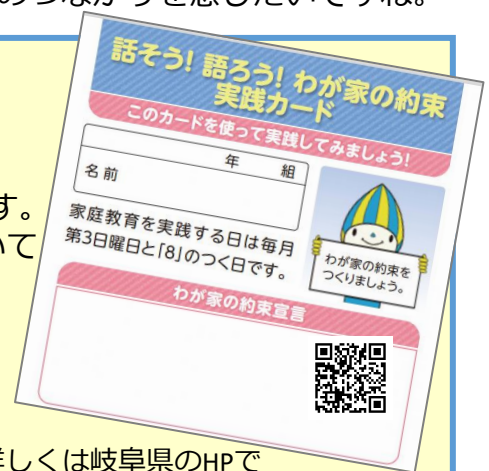 のつながりを感じたいですね。
話そう! 語ろう! わが家の約束
実践カード
このカードを使って実践してみましょう!
年 組
名前
家庭教育を実践する日は毎月
第3日曜日と「8」のつく日です。
わが家の約束を
つくりましょう。
わが家の約束宣言
す。
いて
しくは岐阜県のHPで